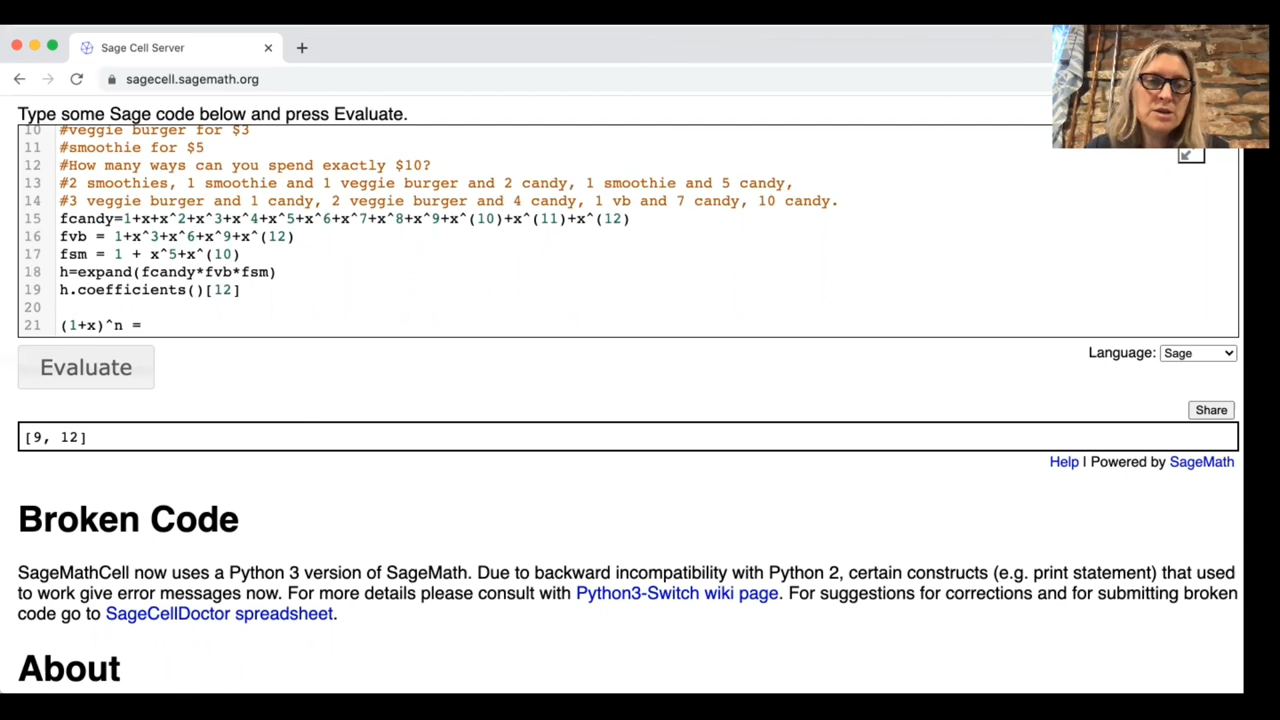 Sage Cell Server
sagecell.sagemath.org
Type some Sage code below and press Evaluate.
10 #veggie burger for $3
11 #smoothie for $5
12 #How many ways can you spend exactly $10?
13 #2 smoothies, 1 smoothie and 1 veggie burger and 2 candy, 1 smoothie and 5 candy,
14 #3 veggie burger and 1 candy, 2 veggie burger and 4 candy, 1 vb and 7 candy, 10 candy.
15 fcandy=1+x+x^2+x^3+x^4+x^5+x^6+x^7+x^8+x^9+x^(10)+x^(11)+x^(12)
16 fvb = 1+x^3+x^6+x^9+x^(12)
17 fsm = 1 + x^5+x^(10)
18 h=expand(fcandy*fvb*fsm)
19 h.coefficients()[12]
20
21 (1+x)^n =
Evaluate
Language: Sage
Share
[9, 12]
Help | Powered by SageMath
Broken Code
SageMathCell now uses a Python 3 version of SageMath. Due to backward incompatibility with Python 2, certain constructs (e.g. print statement) that used
to work give error messages now. For more details please consult with Python3-Switch wiki page. For suggestions for corrections and for submitting broken
code go to SageCellDoctor spreadsheet.
About